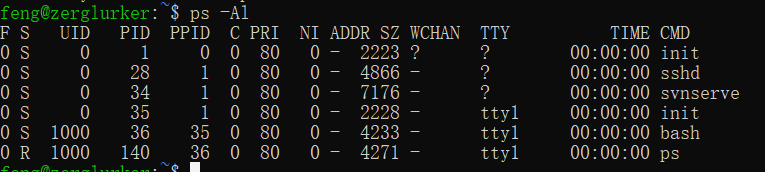 feng@zerglurker:~$ ps -Al
F S UID PID PPID C PRI NI ADDR SZ WCHAN TTY TIME CMD
0 S 0 1 0 0 80 0 - 2223 ? ? 00:00:00 init
0 S 0 28 1 0 80 0 - 4866 - ? 00:00:00 sshd
0 S 0 34 1 0 80 0 - 7176 - ? 00:00:00 svnserve
0 S 0 35 1 0 80 0 - 2228 - tty1 00:00:00 init
0 S 1000 36 35 0 80 0 - 4233 - tty1 00:00:00 bash
0 R 1000 140 36 0 80 0 - 4271 - tty1 00:00:00 ps
feng@zerglurker:~$